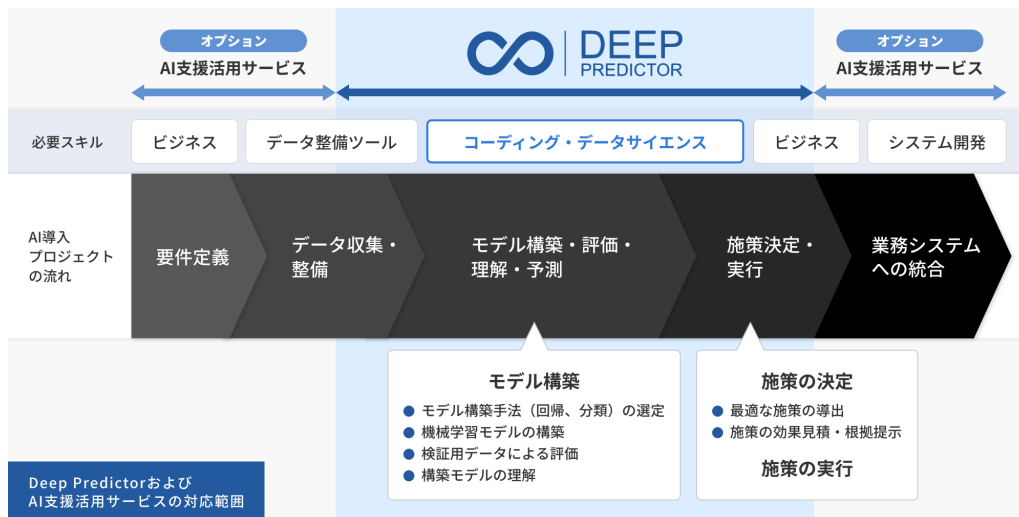 オプション
AI支援活用サービス
DEEP
PREDICTOR
オプション
AI支援活用サービス
必要スキル
ビジネス
データ整備ツール
コーディング・データサイエンス
ビジネス
システム開発
AI導入
プロジェクト
の流れ
要件定義
データ収集・
整備
モデル構築・評価・
理解・予測
施策決定・
実行
業務システム
への統合
モデル構築
モデル構築手法（回帰、分類）の選定
機械学習モデルの構築
検証用データによる評価
構築モデルの理解
施策の決定
最適な施策の導出
施策の効果見積・根拠提示
施策の実行
Deep Predictorおよび
AI支援活用サービスの対応範囲